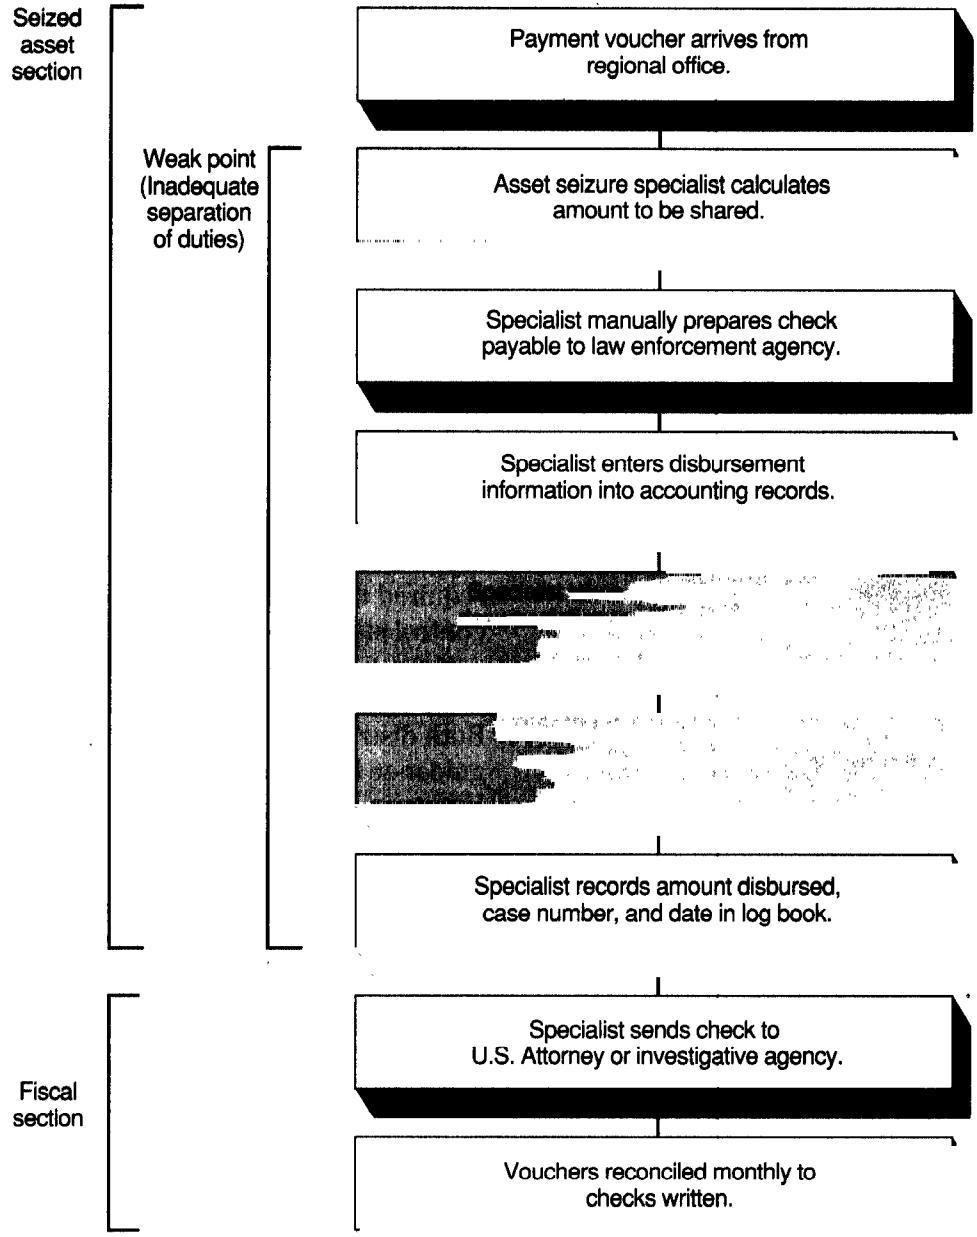 Seized
asset
section
Payment voucher arrives from
regional office.
Weak point
(Inadequate
separation
of duties)
Asset seizure specialist calculates
amount to be shared.
Specialist manually prepares check
payable to law enforcement agency.
Specialist enters disbursement
information into accounting records.
Specialist records amount disbursed,
case number, and date in log book.
Fiscal
section
Specialist sends check to
U.S. Attorney or investigative agency.
Vouchers reconciled monthly to
checks written.